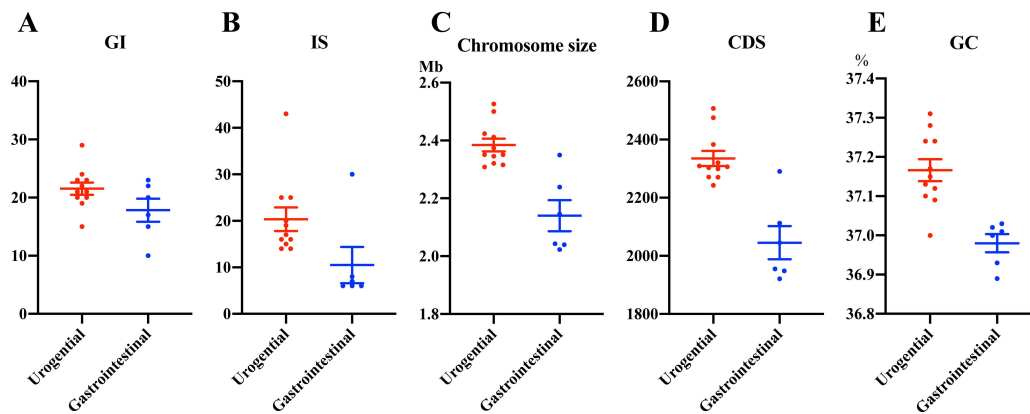 A
GI
40
30
20
10
0
Urogential
Gastrointestinal
B
IS
50
40
30
20
10
0
Urogential
Gastrointestinal
C
Chromosome size
Mb
2.6
2.4
2.2
2.0
1.8
Urogential
Gastrointestinal
D
CDS
2600
2400
2200
2000
1800
Urogential
Gastrointestinal
E
GC
%
37.4
37.3
37.2
37.1
37.0
36.9
36.8
Urogential
Gastrointestinal